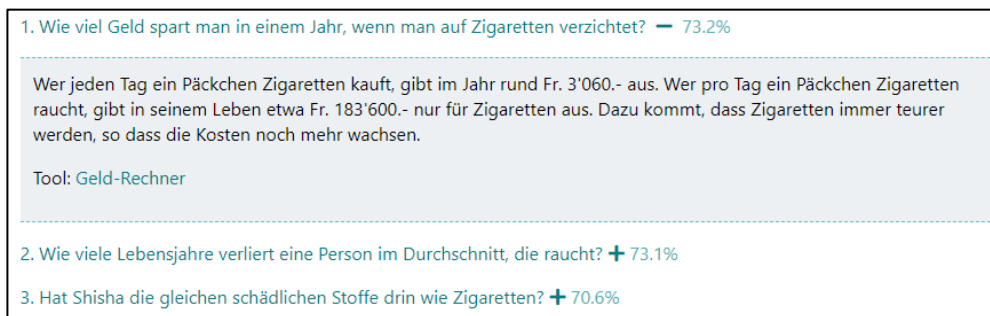 1. Wie viel Geld spart man in einem Jahr, wenn man auf Zigaretten verzichtet? − 73.2%
Wer jeden Tag ein Päckchen Zigaretten kauft, gibt im Jahr rund Fr. 3'060.- aus. Wer pro Tag ein Päckchen Zigaretten
raucht, gibt in seinem Leben etwa Fr. 183'600.- nur für Zigaretten aus. Dazu kommt, dass Zigaretten immer teurer
werden, so dass die Kosten noch mehr wachsen.
Tool: Geld-Rechner
2. Wie viele Lebensjahre verliert eine Person im Durchschnitt, die raucht? + 73.1%
3. Hat Shisha die gleichen schädlichen Stoffe drin wie Zigaretten? + 70.6%